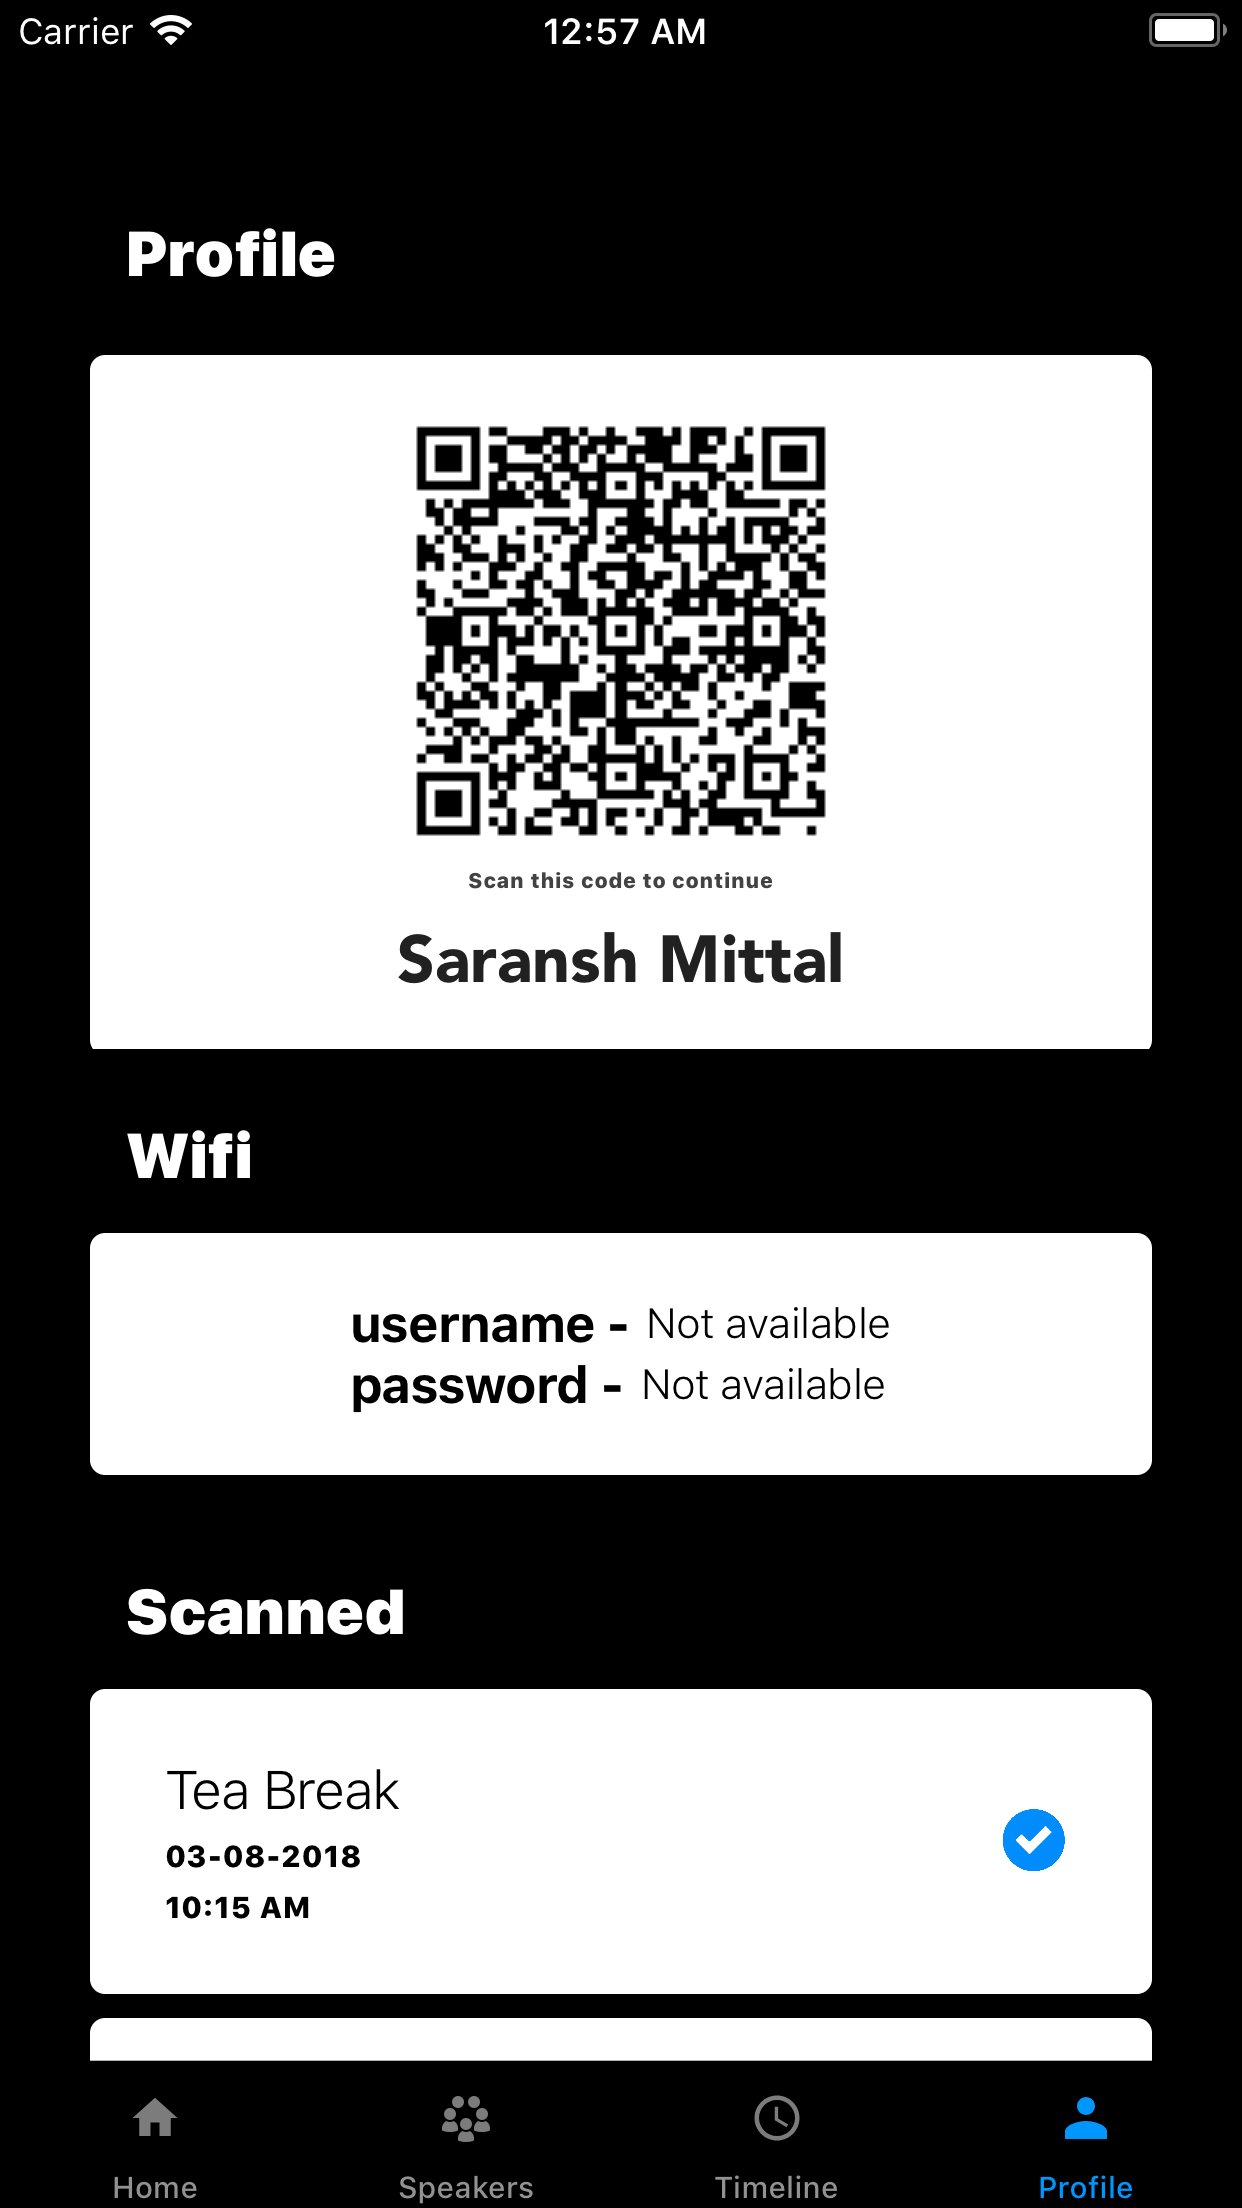 Carrier 12:57 AM
Profile
Scan this code to continue
Saransh Mittal
Wifi
username - Not available
password - Not available
Scanned
Tea Break
03-08-2018
10:15 AM
Home Speakers Timeline Profile